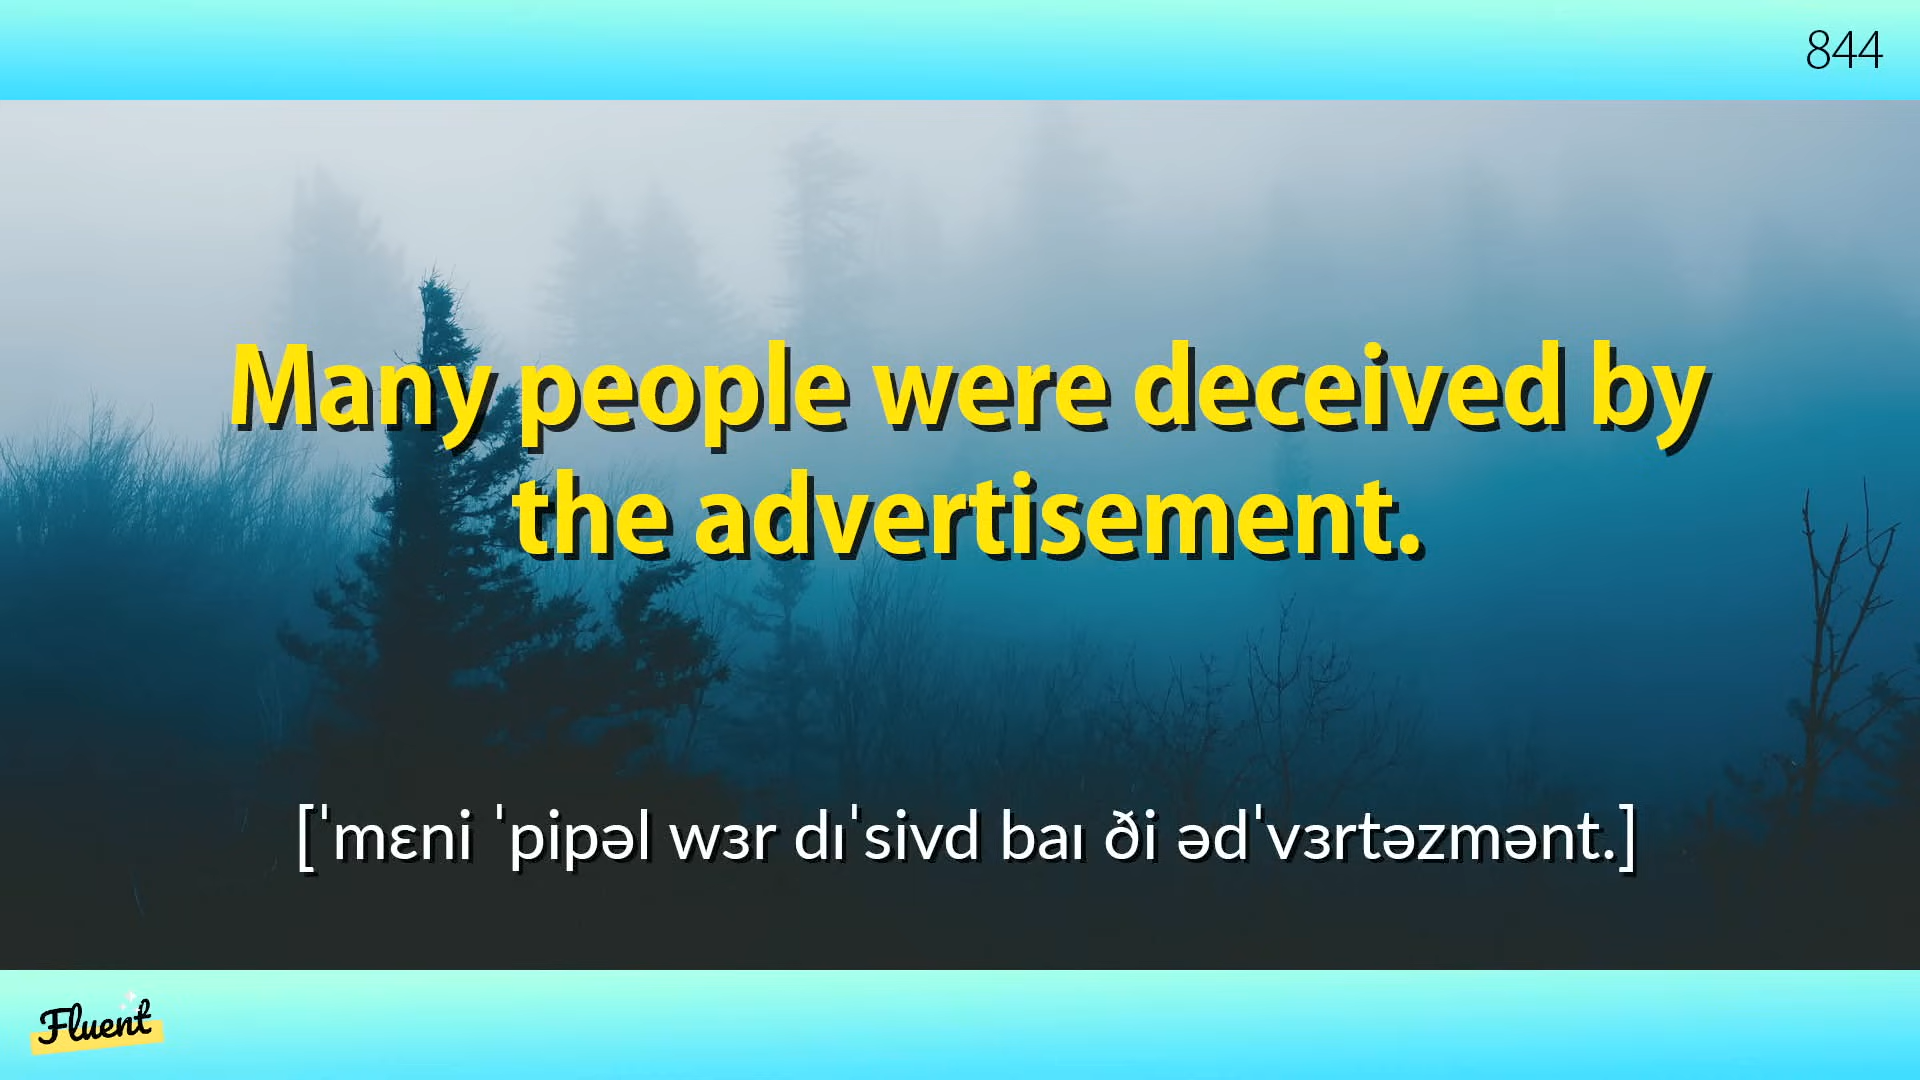 844
Many people were deceived by
the advertisement.
[ˈmɛni ˈpipəl wɜr dɪˈsivd baɪ ði ədˈvɜrtəzmənt.]
Fluent